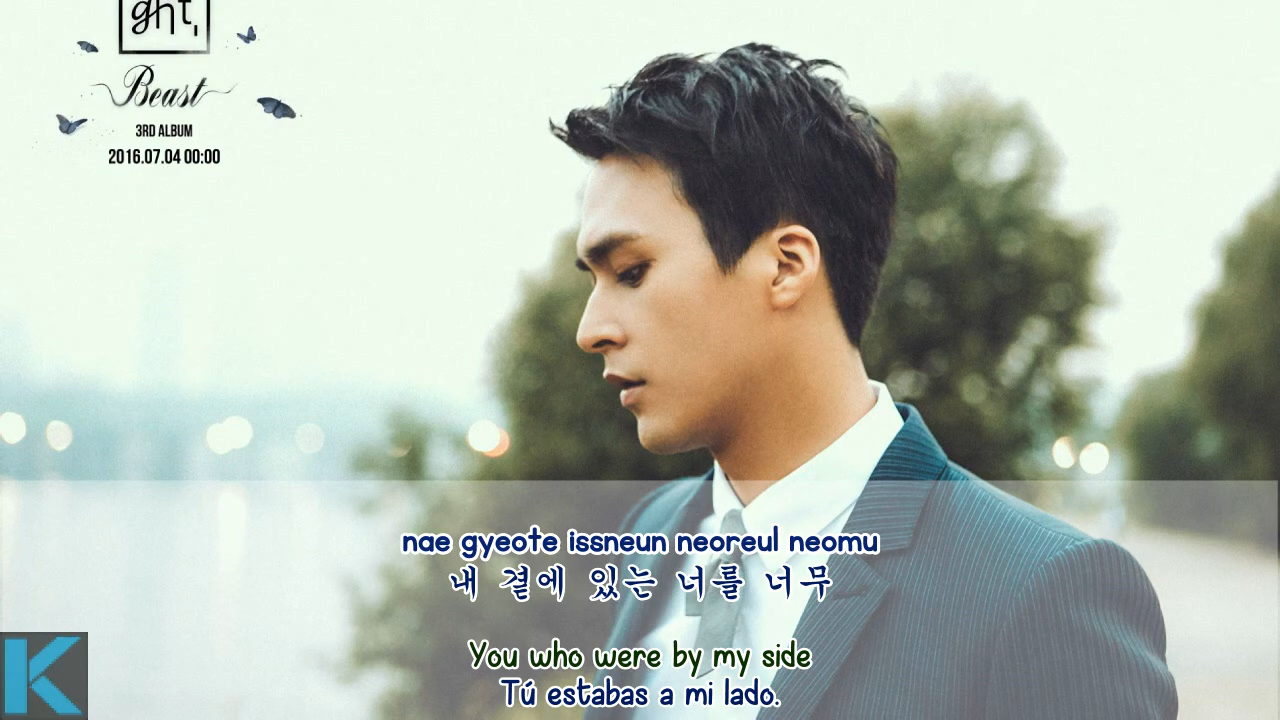 ght,
Beast
3RD ALBUM
2016.07.04 00:00
nae gyeote issneun neoreul neomu
내 곁에 있는 너를 너무
You who were by my side
Tú estabas a mi lado.
K